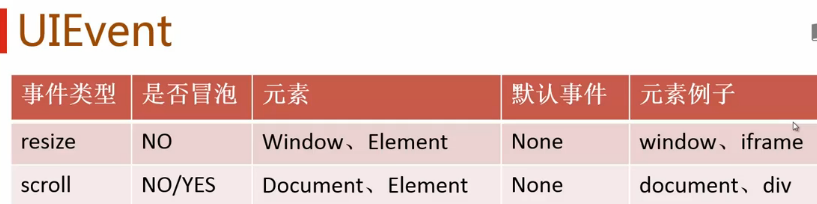 UIEvent
事件类型 是否冒泡 元素 默认事件 元素例子
resize NO Window、Element None window、iframe
scroll NO/YES Document、Element None document、div